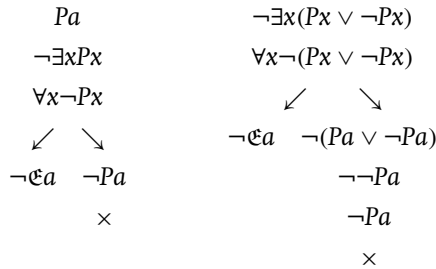 Pa
¬∃xPx
∀x¬Px
↙ ↘
¬𝔈a ¬Pa
×
¬∃x(Px ∨ ¬Px)
∀x¬(Px ∨ ¬Px)
↙ ↘
¬𝔈a ¬(Pa ∨ ¬Pa)
¬¬Pa
¬Pa
×